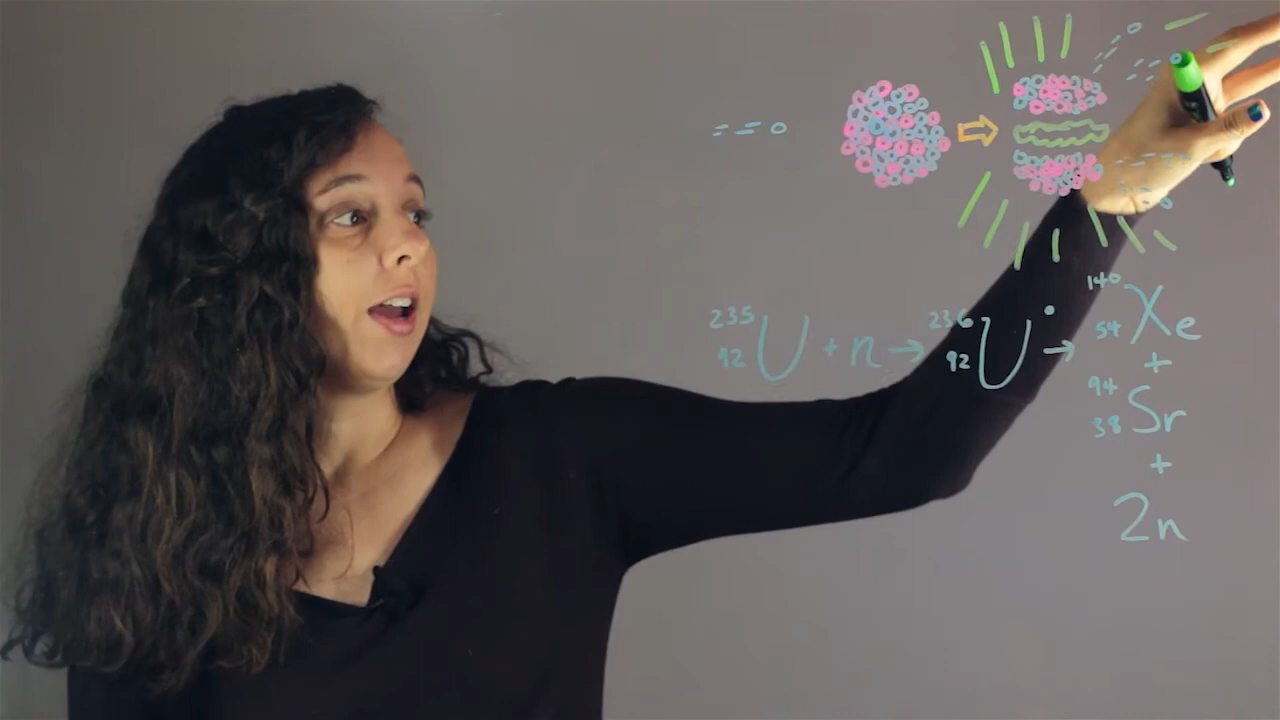 235 92 U + n → 236 92 U• → 140 54 Xe
+
94 38 Sr
+
2n